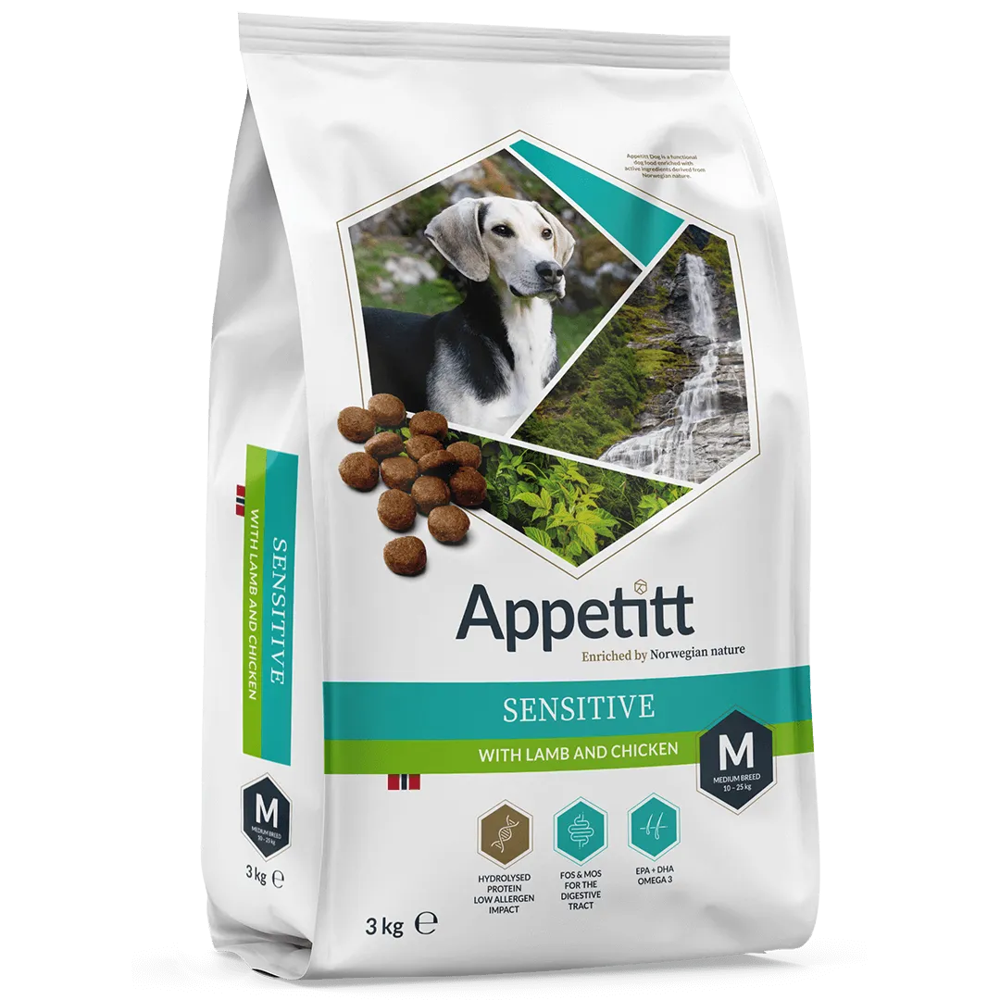 Appetitt Dog is a functional
dog food enriched with
active ingredients derived from
Norwegian nature.
Appetitt
Enriched by Norwegian nature
SENSITIVE
WITH LAMB AND CHICKEN
M
MEDIUM BREED
10 - 25 kg
HYDROLYSED
PROTEIN
LOW ALLERGEN
IMPACT
FOS & MOS
FOR THE
DIGESTIVE
TRACT
EPA + DHA
OMEGA 3
3 kg ℮
SENSITIVE
WITH LAMB AND CHICKEN
M
MEDIUM BREED
10 - 25 kg
3 kg ℮